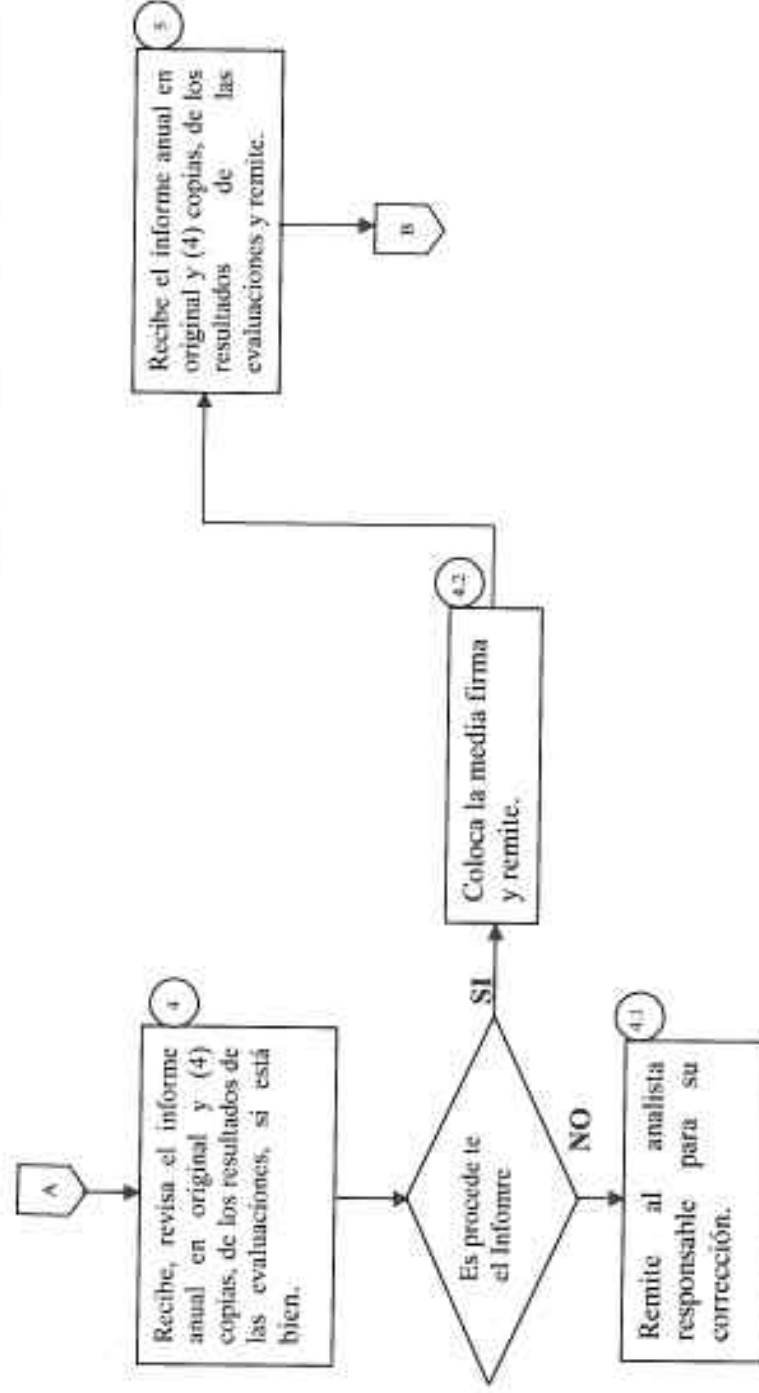 A
4
Recibe, revisa el informe
anual en original y (4)
copias, de los resultados de
las evaluaciones, si está
bien.
Es procede te
el Infomre
SI
NO
4.1
Remite al analista
responsable para su
corrección.
4.2
Coloca la media firma
y remite.
5
Recibe el informe anual en
original y (4) copias, de los
resultados de las
evaluaciones y remite.
B